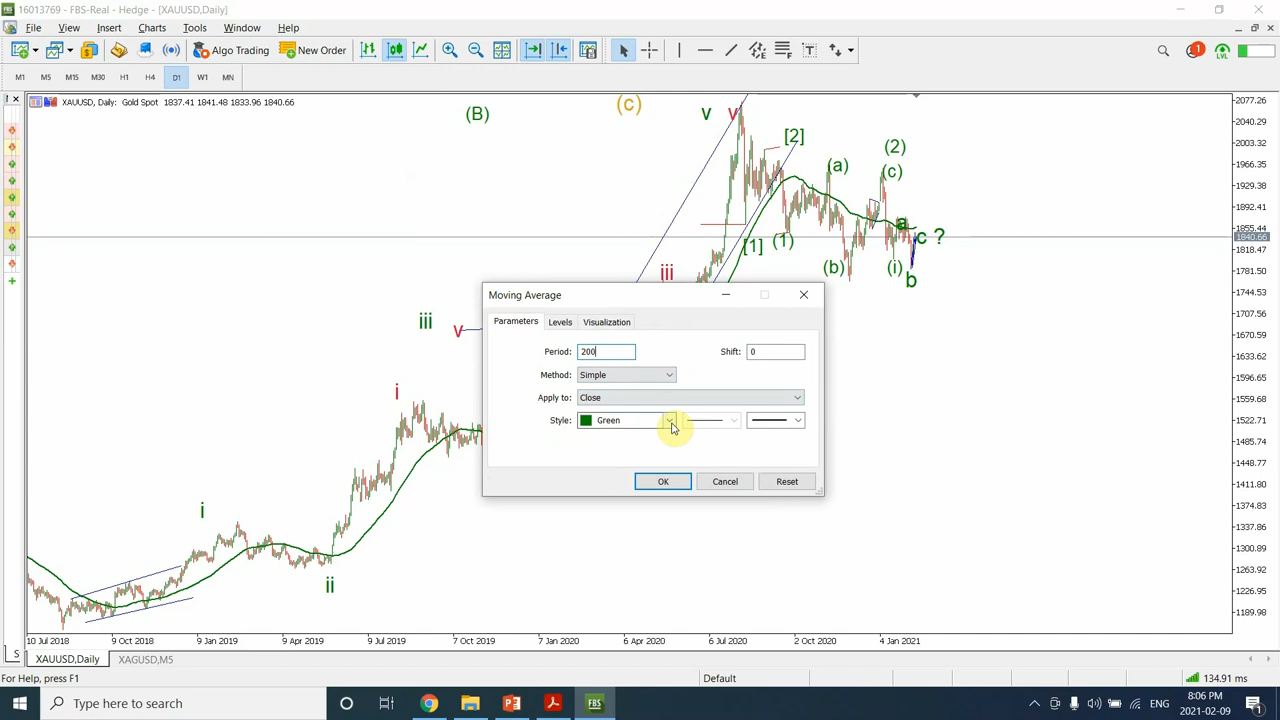 16013769 - FBS-Real - Hedge - [XAUUSD,Daily]
File View Insert Charts Tools Window Help
Algo Trading New Order
1 LVL
M1 M5 M15 M30 H1 H4 D1 W1 MN
XAUUSD, Daily: Gold Spot 1837.41 1841.48 1833.96 1840.66
2077.26
2040.29
2003.32
1966.35
1929.38
1892.41
1855.44
1840.66
1818.47
1781.50
1744.53
1707.56
1670.59
1633.62
1596.65
1559.68
1522.71
1485.74
1448.77
1411.80
1374.83
1337.86
1300.89
1263.92
1226.95
1189.98
(B)
(c)
v
v
[2]
(2)
(a)
(c)
a
c ?
[1]
(1)
(b)
(i)
b
iii
iii
v
i
i
ii
Moving Average
Parameters Levels Visualization
Period: 200 Shift: 0
Method: Simple
Apply to: Close
Style: Green
OK Cancel Reset
10 Jul 2018 9 Oct 2018 9 Jan 2019 9 Apr 2019 9 Jul 2019 7 Oct 2019 7 Jan 2020 6 Apr 2020 6 Jul 2020 2 Oct 2020 4 Jan 2021
S
XAUUSD,Daily XAGUSD,M5
For Help, press F1 Default 134.91 ms
Type here to search
FBS
ENG
8:06 PM
2021-02-09
1